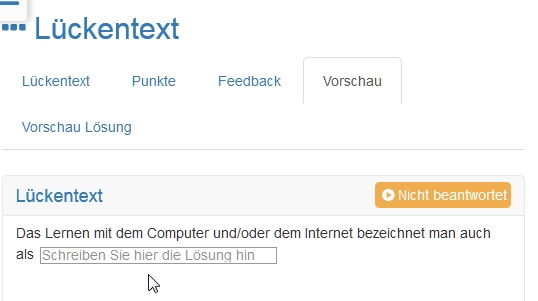 Lückentext
Lückentext Punkte Feedback Vorschau
Vorschau Lösung
Lückentext Nicht beantwortet
Das Lernen mit dem Computer und/oder dem Internet bezeichnet man auch
als Schreiben Sie hier die Lösung hin